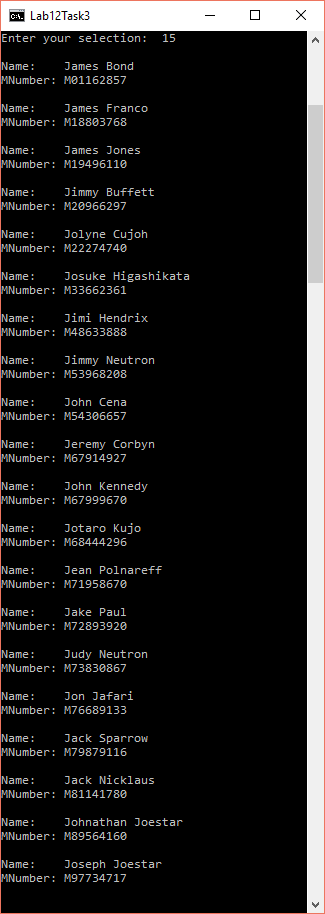 Lab12Task3
Enter your selection:  15
Name:    James Bond
MNumber: M01162857
Name:    James Franco
MNumber: M18803768
Name:    James Jones
MNumber: M19496110
Name:    Jimmy Buffett
MNumber: M20966297
Name:    Jolyne Cujoh
MNumber: M22274740
Name:    Josuke Higashikata
MNumber: M33662361
Name:    Jimi Hendrix
MNumber: M48633888
Name:    Jimmy Neutron
MNumber: M53968208
Name:    John Cena
MNumber: M54306657
Name:    Jeremy Corbyn
MNumber: M67914927
Name:    John Kennedy
MNumber: M67999670
Name:    Jotaro Kujo
MNumber: M68444296
Name:    Jean Polnareff
MNumber: M71958670
Name:    Jake Paul
MNumber: M72893920
Name:    Judy Neutron
MNumber: M73830867
Name:    Jon Jafari
MNumber: M76689133
Name:    Jack Sparrow
MNumber: M79879116
Name:    Jack Nicklaus
MNumber: M81141780
Name:    Johnathan Joestar
MNumber: M89564160
Name:    Joseph Joestar
MNumber: M97734717